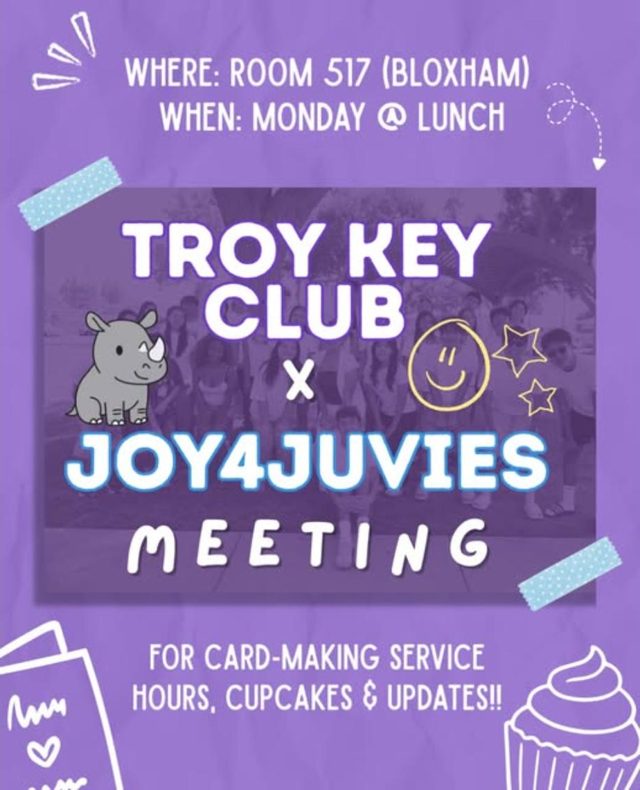 WHERE: ROOM 517 (BLOXHAM)
WHEN: MONDAY @ LUNCH
TROY KEY
CLUB
X
JOY4JUVIES
MEETING
FOR CARD-MAKING SERVICE
HOURS, CUPCAKES & UPDATES!!